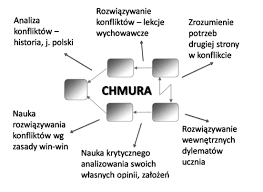 Analiza
konfliktów –
historia, j. polski
Rozwiązywanie
konfliktów – lekcje
wychowawcze
Zrozumienie
potrzeb
drugiej strony
w konflikcie
CHMURA
Nauka
rozwiązywania
konfliktów wg
zasady win-win
Nauka krytycznego
analizowania swoich
własnych opinii, założeń
Rozwiązywanie
wewnętrznych
dylematów
ucznia